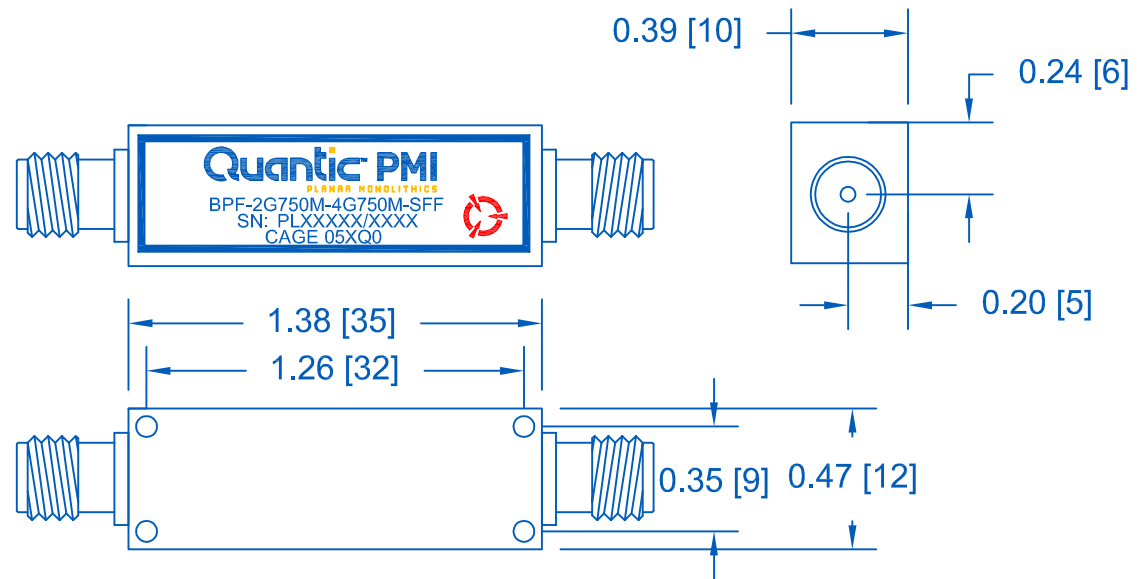 0.39 [10]
0.24 [6]
Quantic PMI
PLANAR MONOLITHICS
BPF-2G750M-4G750M-SFF
SN: PLXXXXX/XXXX
CAGE 05XQ0
0.20 [5]
1.38 [35]
1.26 [32]
0.35 [9]
0.47 [12]